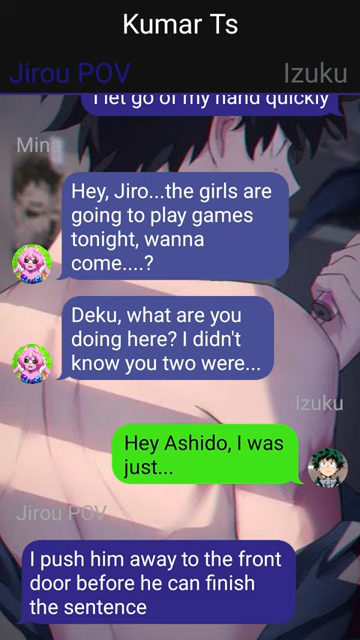 Kumar Ts
Jirou POV
Izuku
I let go of my hand quickly
Mina
Hey, Jiro...the girls are
going to play games
tonight, wanna
come....?
Deku, what are you
doing here? I didn't
know you two were...
Izuku
Hey Ashido, I was
just...
Jirou POV
I push him away to the front
door before he can finish
the sentence